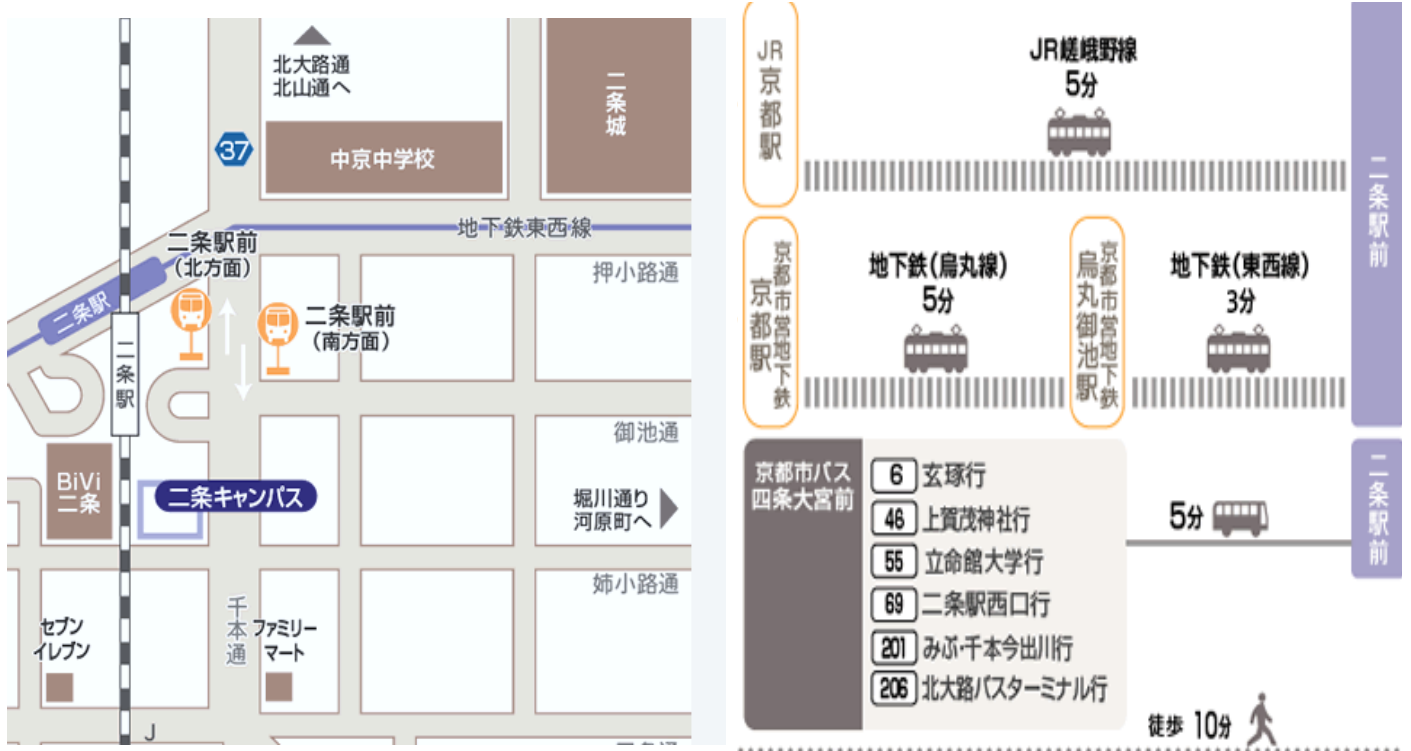 北大路通
北山通へ
二条城
37
中京中学校
地下鉄東西線
二条駅前
(北方面)
押小路通
二条駅
二条駅前
(南方面)
二条駅
御池通
BiVi
二条
二条キャンパス
堀川通り
河原町へ
姉小路通
千本通
セブン
イレブン
ファミリー
マート
J
JR京都駅
JR嵯峨野線
5分
二条駅前
京都市営地下鉄
京都駅
地下鉄(烏丸線)
5分
京都市営地下鉄
烏丸御池駅
地下鉄(東西線)
3分
京都市バス
四条大宮前
6 玄琢行
46 上賀茂神社行
55 立命館大学行
69 二条駅西口行
201 みぶ・千本今出川行
206 北大路バスターミナル行
5分
二条駅前
徒歩 10分